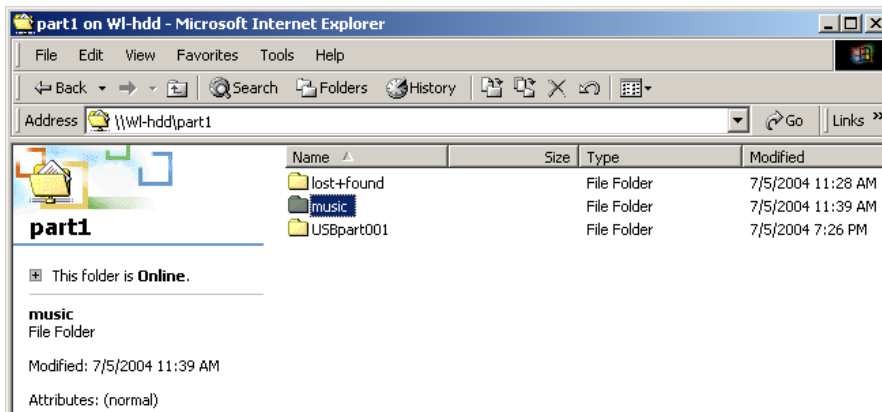 part1 on Wl-hdd - Microsoft Internet Explorer
File Edit View Favorites Tools Help
Back Search Folders History
Address \\Wl-hdd\part1 Go Links »
Name Size Type Modified
lost+found File Folder 7/5/2004 11:28 AM
music File Folder 7/5/2004 11:39 AM
USBpart001 File Folder 7/5/2004 7:26 PM
part1
This folder is Online.
music
File Folder
Modified: 7/5/2004 11:39 AM
Attributes: (normal)